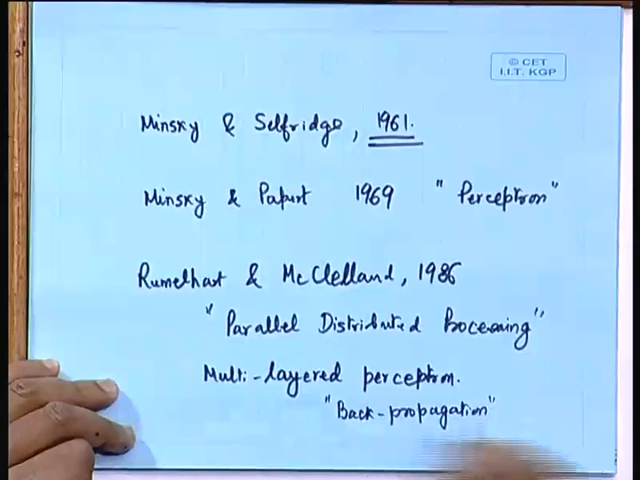 © CET
I.I.T. KGP
Minsky & Selfridge, 1961.
Minsky & Papert 1969 "Perceptron"
Rumelhart & McClelland, 1986
"Parallel Distributed Processing"
Multi-layered perceptron.
"Back-propagation"